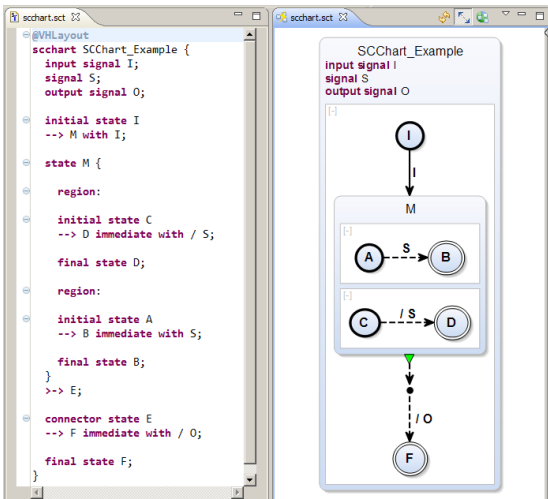 scchart.sct
@VHLayout
scchart SCChart_Example {
input signal I;
signal S;
output signal O;
initial state I
--> M with I;
state M {
region:
initial state C
--> D immediate with / S;
final state D;
region:
initial state A
--> B immediate with S;
final state B;
}
>-> E;
connector state E
--> F immediate with / O;
final state F;
}
scchart.sct
SCChart_Example
input signal I
signal S
output signal O
[-]
I
I
M
[-]
A
S
B
[-]
C
/ S
D
/ O
F